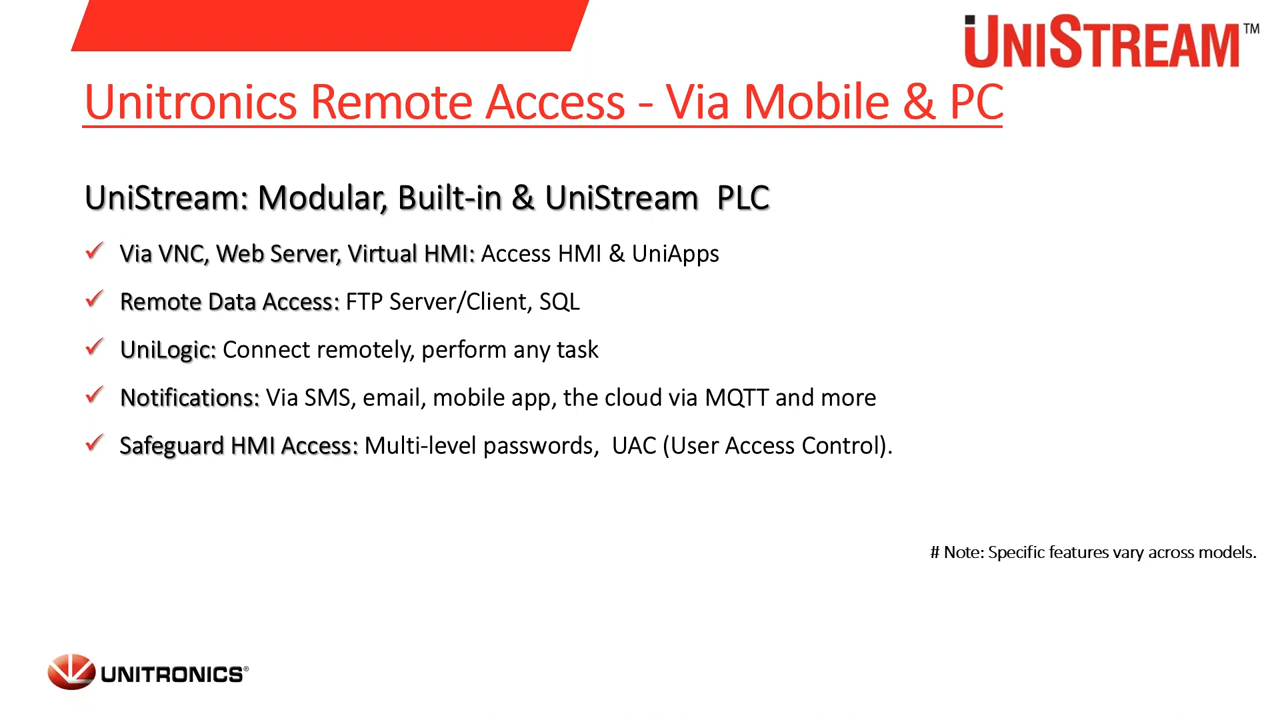 UNISTREAM™
Unitronics Remote Access - Via Mobile & PC
UniStream: Modular, Built-in & UniStream PLC
✓ Via VNC, Web Server, Virtual HMI: Access HMI & UniApps
✓ Remote Data Access: FTP Server/Client, SQL
✓ UniLogic: Connect remotely, perform any task
✓ Notifications: Via SMS, email, mobile app, the cloud via MQTT and more
✓ Safeguard HMI Access: Multi-level passwords, UAC (User Access Control).
# Note: Specific features vary across models.
UNITRONICS®